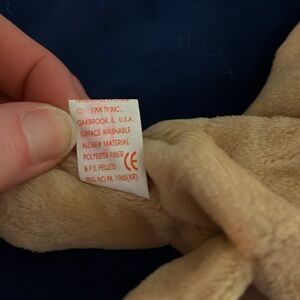 © 1998 TY INC.,
OAKBROOK, IL U.S.A.
SURFACE WASHABLE
ALL NEW MATERIAL
POLYESTER FIBER
& P.E. PELLETS CE
REG. NO PA. 1965(KR)